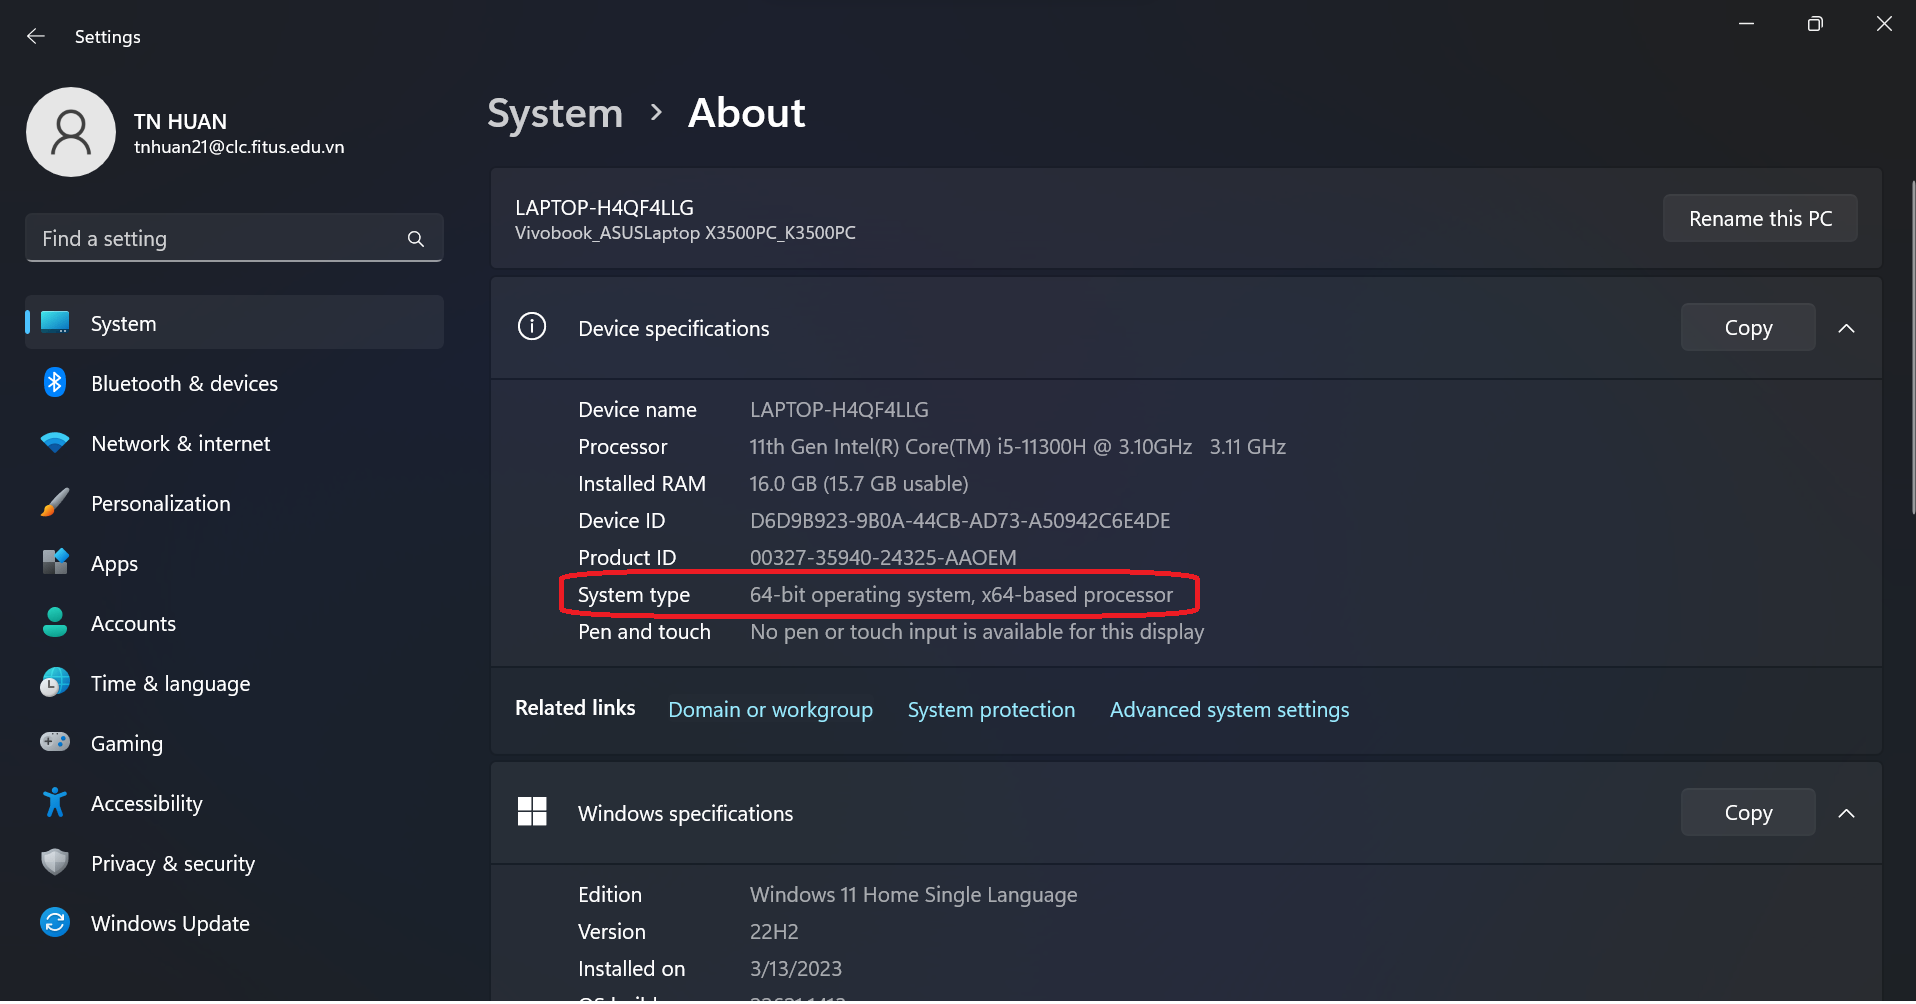 Settings
TN HUAN
tnhuan21@clc.fitus.edu.vn
Find a setting
System
Bluetooth & devices
Network & internet
Personalization
Apps
Accounts
Time & language
Gaming
Accessibility
Privacy & security
Windows Update
System > About
LAPTOP-H4QF4LLG
Vivobook_ASUSLaptop X3500PC_K3500PC
Rename this PC
Device specifications
Copy
Device name LAPTOP-H4QF4LLG
Processor 11th Gen Intel(R) Core(TM) i5-11300H @ 3.10GHz 3.11 GHz
Installed RAM 16.0 GB (15.7 GB usable)
Device ID D6D9B923-9B0A-44CB-AD73-A50942C6E4DE
Product ID 00327-35940-24325-AAOEM
System type 64-bit operating system, x64-based processor
Pen and touch No pen or touch input is available for this display
Related links Domain or workgroup System protection Advanced system settings
Windows specifications
Copy
Edition Windows 11 Home Single Language
Version 22H2
Installed on 3/13/2023